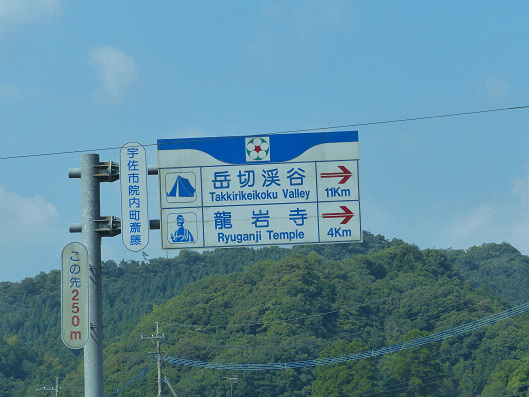 岳切渓谷
Takkirikeikoku Valley
11Km
龍岩寺
Ryuganji Temple
4Km
宇佐市院内町斎藤
この先250m